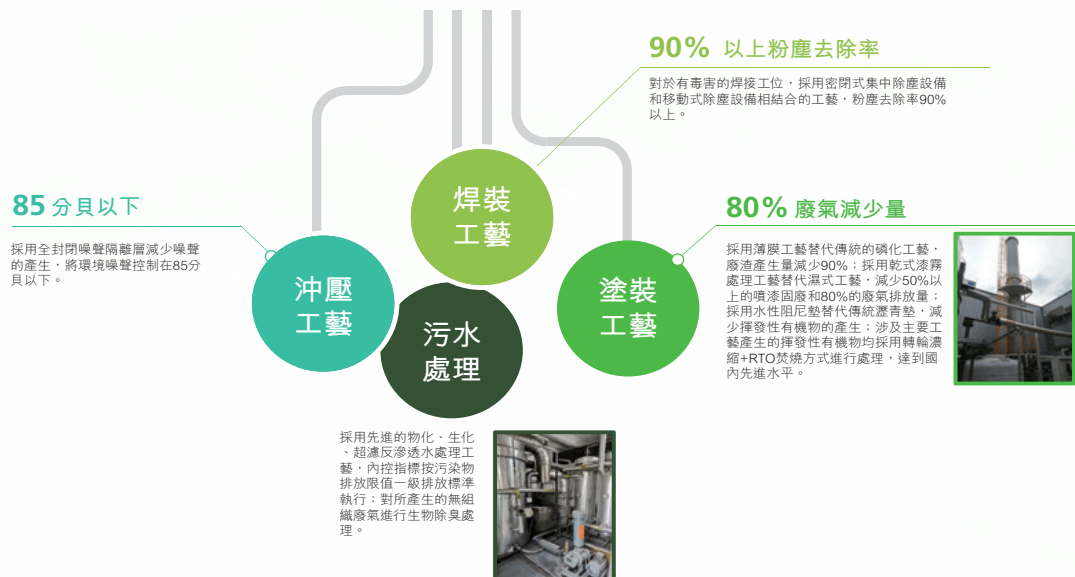 90% 以上粉塵去除率
對於有毒害的焊接工位，採用密閉式集中除塵設備
和移動式除塵設備相結合的工藝，粉塵去除率90%
以上。
焊裝
工藝
85 分貝以下
採用全封閉噪聲隔離層減少噪聲
的產生，將環境噪聲控制在85分
貝以下。
沖壓
工藝
80% 廢氣減少量
採用薄膜工藝替代傳統的磷化工藝，
廢渣產生量減少90%；採用乾式漆霧
處理工藝替代濕式工藝，減少50%以
上的噴漆固廢和80%的廢氣排放量；
採用水性阻尼墊替代傳統瀝青墊，減
少揮發性有機物的產生；涉及主要工
藝產生的揮發性有機物均採用轉輪濃
縮+RTO焚燒方式進行處理，達到國
內先進水平。
塗裝
工藝
污水
處理
採用先進的物化、生化
、超濾反滲透水處理工
藝，內控指標按污染物
排放限值一級排放標準
執行；對所產生的無組
織廢氣進行生物除臭處
理。